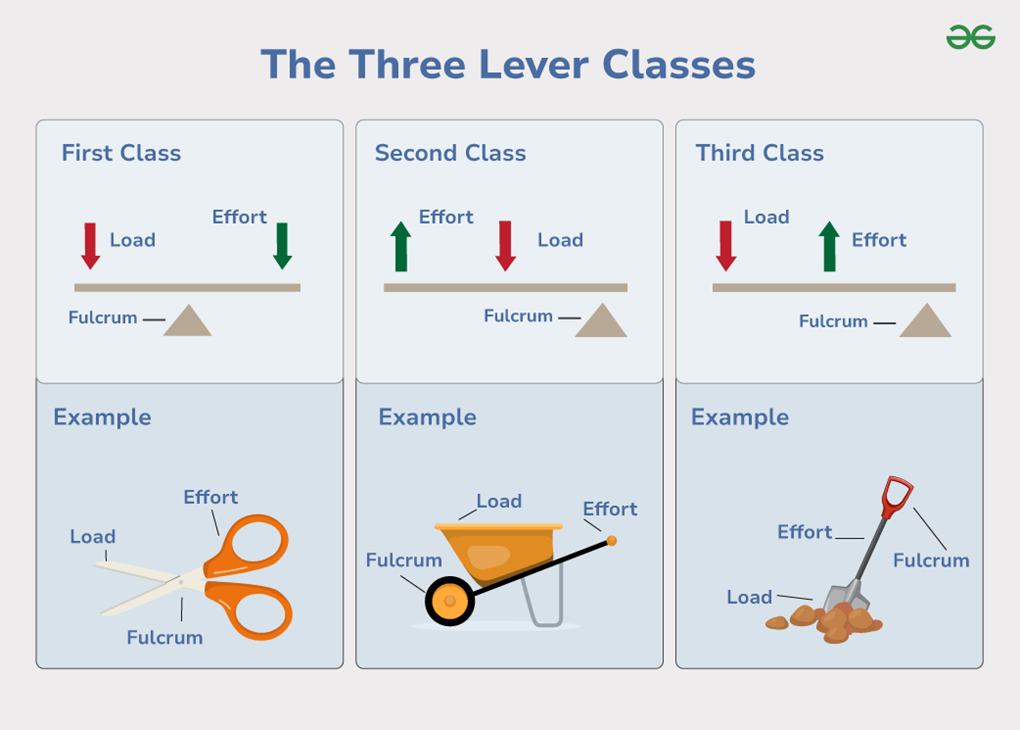 The Three Lever Classes
First Class
Load
Effort
Fulcrum
Second Class
Effort
Load
Fulcrum
Third Class
Load
Effort
Fulcrum
Example
Effort
Load
Fulcrum
Example
Load
Effort
Fulcrum
Example
Effort
Fulcrum
Load